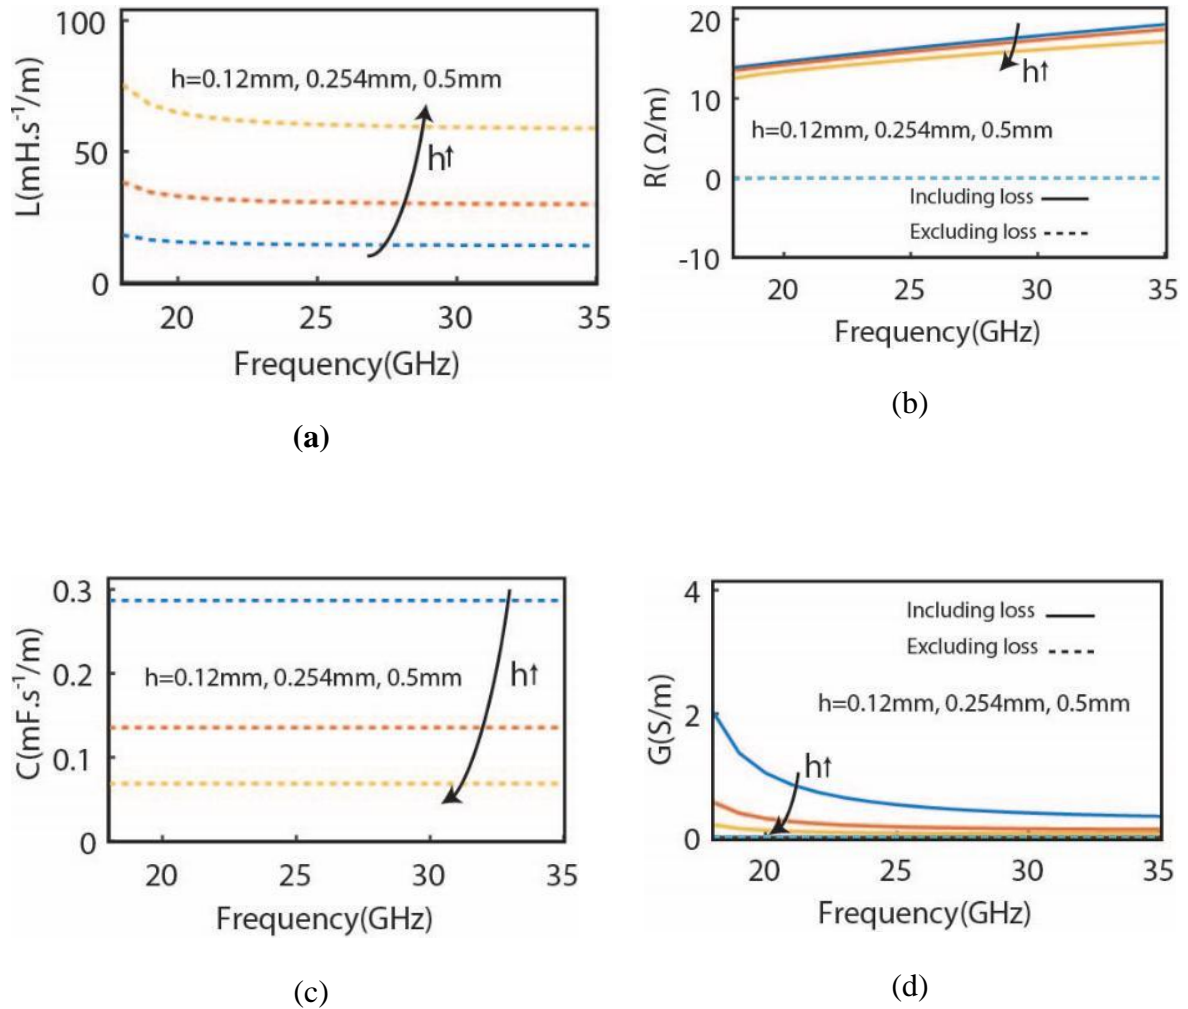 100
50
0
L(mH.s⁻¹/m)
h=0.12mm, 0.254mm, 0.5mm
h↑
20 25 30 35
Frequency(GHz)
(a)
20
10
0
-10
R( Ω/m)
h↑
h=0.12mm, 0.254mm, 0.5mm
Including loss
Excluding loss
20 25 30 35
Frequency(GHz)
(b)
0.3
0.2
0.1
0
C(mF.s⁻¹/m)
h=0.12mm, 0.254mm, 0.5mm
h↑
20 25 30 35
Frequency(GHz)
(c)
4
2
0
G(S/m)
Including loss
Excluding loss
h=0.12mm, 0.254mm, 0.5mm
h↑
20 25 30 35
Frequency(GHz)
(d)